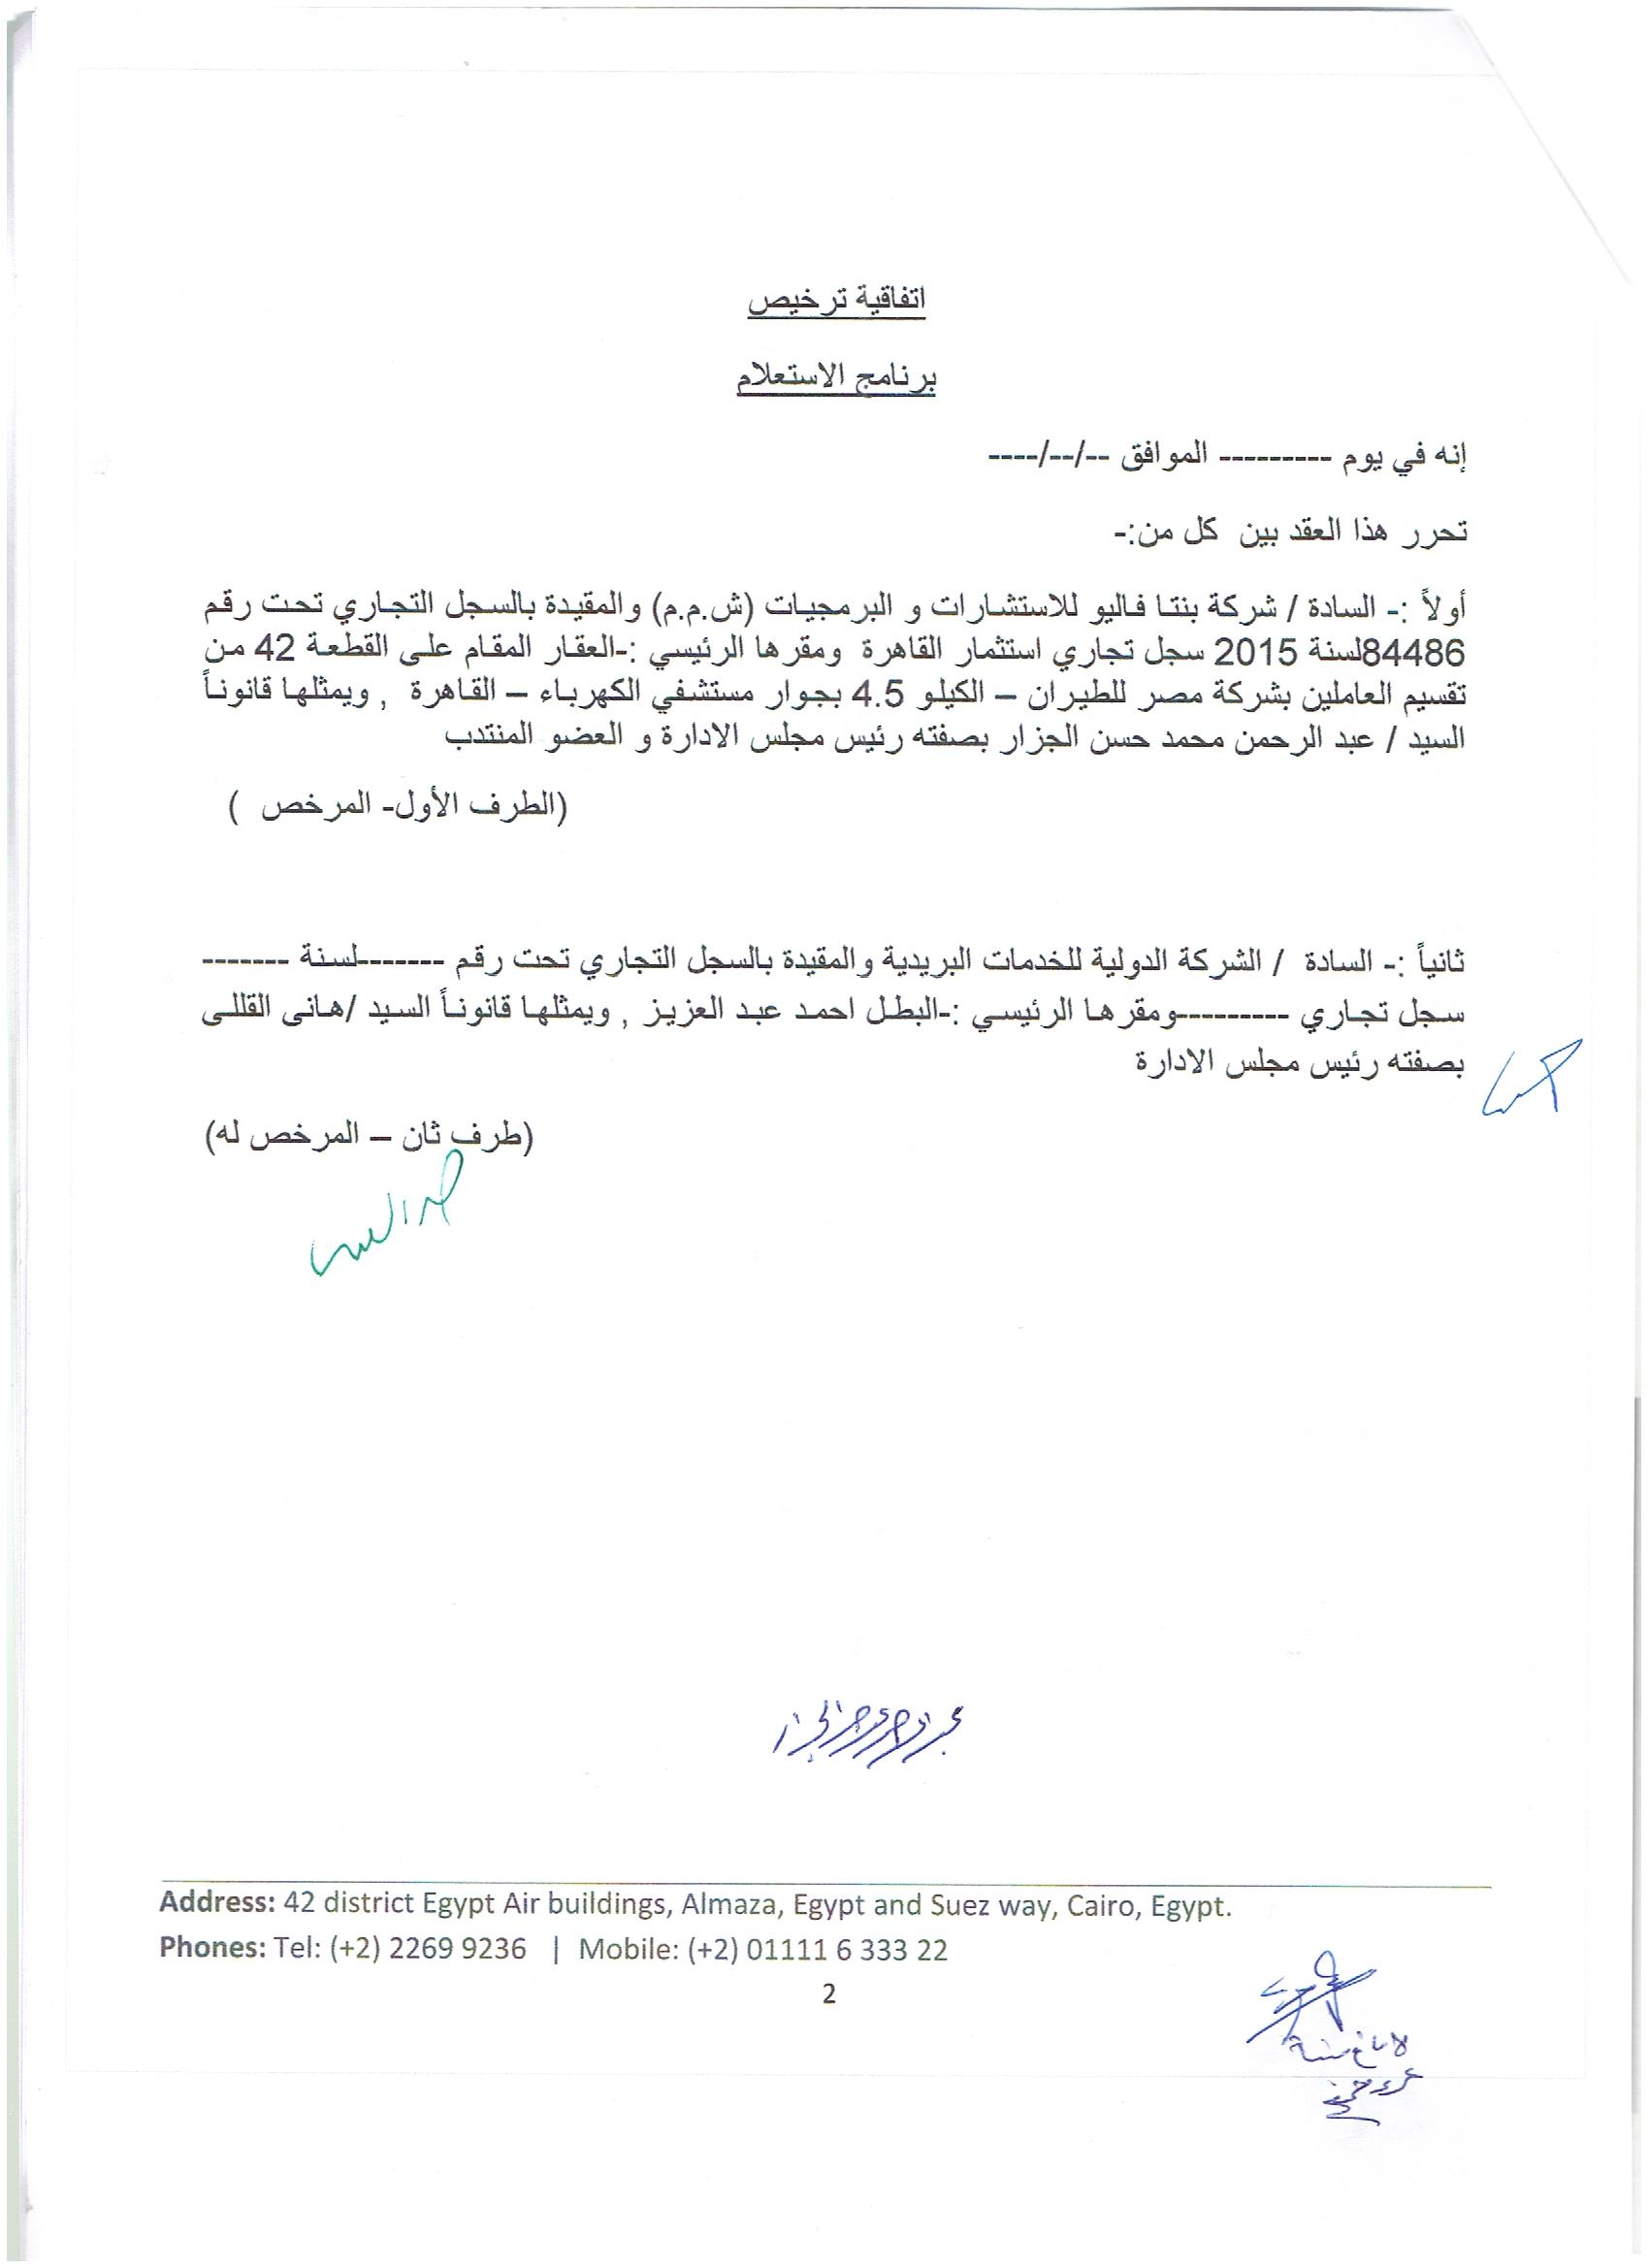 اتفاقية ترخيص
برنامج الاستعلام
إنه في يوم --------- الموافق --/--/----
تحرر هذا العقد بين كل من:-
أولاً :- السادة / شركة بنتا فاليو للاستشارات و البرمجيات (ش.م.م) والمقيدة بالسجل التجاري تحت رقم
84486لسنة 2015 سجل تجاري استثمار القاهرة ومقرها الرئيسي :-العقار المقام على القطعة 42 من
تقسيم العاملين بشركة مصر للطيران – الكيلو 4.5 بجوار مستشفي الكهرباء – القاهرة , ويمثلها قانوناً
السيد / عبد الرحمن محمد حسن الجزار بصفته رئيس مجلس الادارة و العضو المنتدب
(الطرف الأول- المرخص )
ثانياً :- السادة / الشركة الدولية للخدمات البريدية والمقيدة بالسجل التجاري تحت رقم -------لسنة -------
سجل تجاري ---------ومقرها الرئيسي :-البطل احمد عبد العزيز , ويمثلها قانوناً السيد /هانى القللى
بصفته رئيس مجلس الادارة
(طرف ثان – المرخص له)
Address: 42 district Egypt Air buildings, Almaza, Egypt and Suez way, Cairo, Egypt.
Phones: Tel: (+2) 2269 9236 | Mobile: (+2) 01111 6 333 22
2